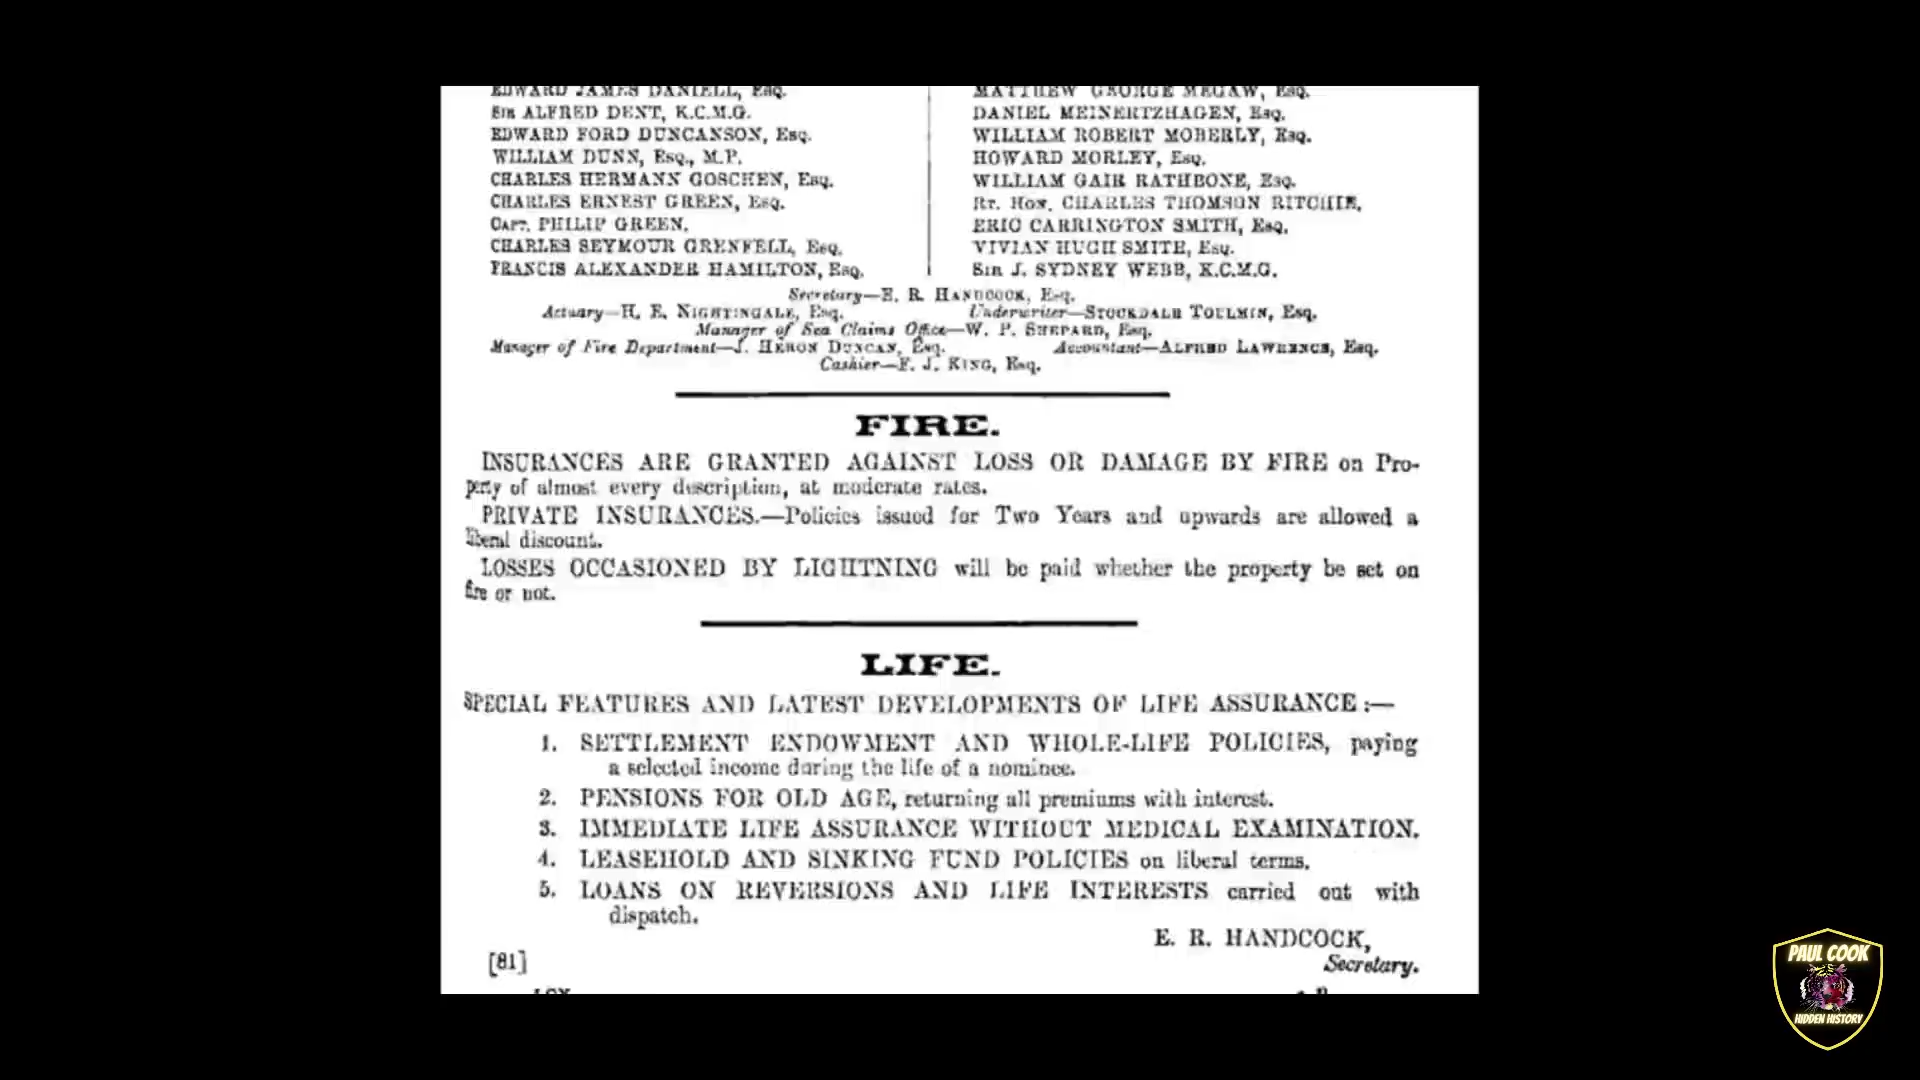 EDWARD JAMES DANIELL, Esq.
Sir ALFRED DENT, K.C.M.G.
EDWARD FORD DUNCANSON, Esq.
WILLIAM DUNN, Esq., M.P.
CHARLES HERMANN GOSCHEN, Esq.
CHARLES ERNEST GREEN, Esq.
Capt. PHILIP GREEN.
CHARLES SEYMOUR GRENFELL, Esq.
FRANCIS ALEXANDER HAMILTON, Esq.
MATTHEW GEORGE MEGAW, Esq.
DANIEL MEINERTZHAGEN, Esq.
WILLIAM ROBERT MOBERLY, Esq.
HOWARD MORLEY, Esq.
WILLIAM GAIR RATHBONE, Esq.
Rt. Hon. CHARLES THOMSON RITCHIE.
ERIC CARRINGTON SMITH, Esq.
VIVIAN HUGH SMITH, Esq.
Sir J. SYDNEY WEBB, K.C.M.G.
Secretary—E. R. Handcock, Esq.
Actuary—H. E. Nightingale, Esq. Underwriter—Stockdale Toulmin, Esq.
Manager of Sea Claims Office—W. P. Shepard, Esq.
Manager of Fire Department—J. Heron Duncan, Esq. Accountant—Alfred Lawrence, Esq.
Cashier—F. J. King, Esq.
FIRE.
INSURANCES ARE GRANTED AGAINST LOSS OR DAMAGE BY FIRE on Pro-
perty of almost every description, at moderate rates.
PRIVATE INSURANCES.—Policies issued for Two Years and upwards are allowed a
liberal discount.
LOSSES OCCASIONED BY LIGHTNING will be paid whether the property be set on
fire or not.
LIFE.
SPECIAL FEATURES AND LATEST DEVELOPMENTS OF LIFE ASSURANCE:—
1. SETTLEMENT ENDOWMENT AND WHOLE-LIFE POLICIES, paying
a selected income during the life of a nominee.
2. PENSIONS FOR OLD AGE, returning all premiums with interest.
3. IMMEDIATE LIFE ASSURANCE WITHOUT MEDICAL EXAMINATION.
4. LEASEHOLD AND SINKING FUND POLICIES on liberal terms.
5. LOANS ON REVERSIONS AND LIFE INTERESTS carried out with
dispatch.
E. R. HANDCOCK,
[81] Secretary.
PAUL COOK
HIDDEN HISTORY